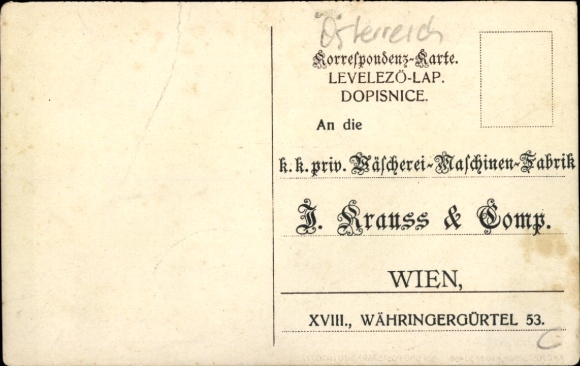 Österreich
Korrespondenz-Karte.
LEVELEZŐ-LAP.
DOPISNICE.
An die
k. k. priv. Wäscherei-Maschinen-Fabrik
J. Krauss & Comp.
WIEN,
XVIII., WÄHRINGERGÜRTEL 53.
C